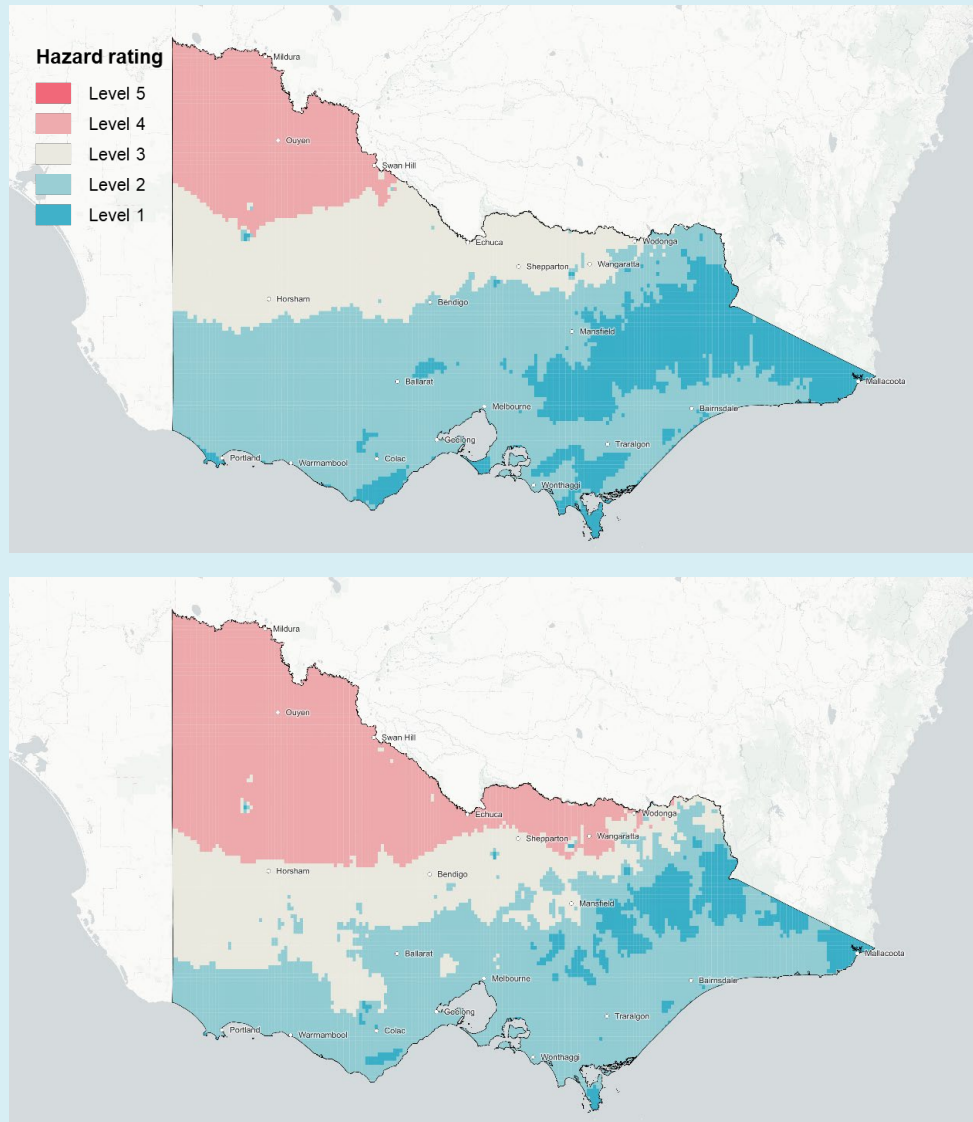 Hazard rating
Level 5
Level 4
Level 3
Level 2
Level 1
Mildura
Ouyen
Swan Hill
Echuca
Wodonga
Shepparton
Wangaratta
Horsham
Bendigo
Mansfield
Ballarat
Mallacoota
Melbourne
Bairnsdale
Geelong
Traralgon
Portland
Warrnambool
Colac
Wonthaggi
Mildura
Ouyen
Swan Hill
Echuca
Wodonga
Shepparton
Wangaratta
Horsham
Bendigo
Mansfield
Ballarat
Mallacoota
Melbourne
Bairnsdale
Geelong
Traralgon
Portland
Warrnambool
Colac
Wonthaggi